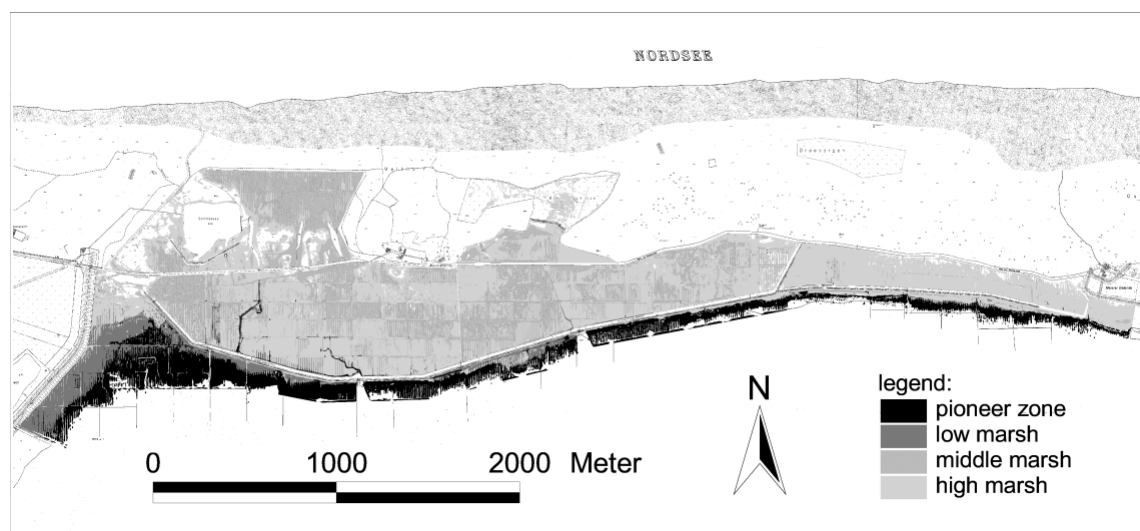 NORDSEE
N
legend:
pioneer zone
low marsh
middle marsh
high marsh
0 1000 2000 Meter